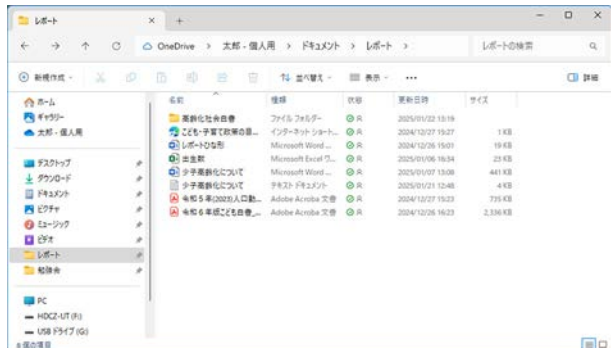 レポート
OneDrive > 太郎 - 個人用 > ドキュメント > レポート >
レポートの検索
新規作成
並べ替え
表示
詳細
ホーム
ギャラリー
太郎 - 個人用
デスクトップ
ダウンロード
ドキュメント
ピクチャ
ミュージック
ビデオ
レポート
勉強会
PC
HDCZ-UT (F:)
USB ドライブ (G:)
名前 種類 状態 更新日時 サイズ
高齢化社会白書 ファイル フォルダー 2025/01/22 13:19
こども・子育て政策の... インターネット ショート... 2024/12/27 15:27 1 KB
レポートひな形 Microsoft Word ... 2024/12/26 15:01 19 KB
出生数 Microsoft Excel ワ... 2025/01/06 16:34 23 KB
少子高齢化について Microsoft Word ... 2025/01/07 13:08 441 KB
少子高齢化について テキスト ドキュメント 2025/01/21 12:48 4 KB
令和5年(2023)人口動... Adobe Acroba 文書 2024/12/27 15:23 735 KB
令和6年版こども白書_... Adobe Acroba 文書 2024/12/26 16:23 2,336 KB
8 個の項目